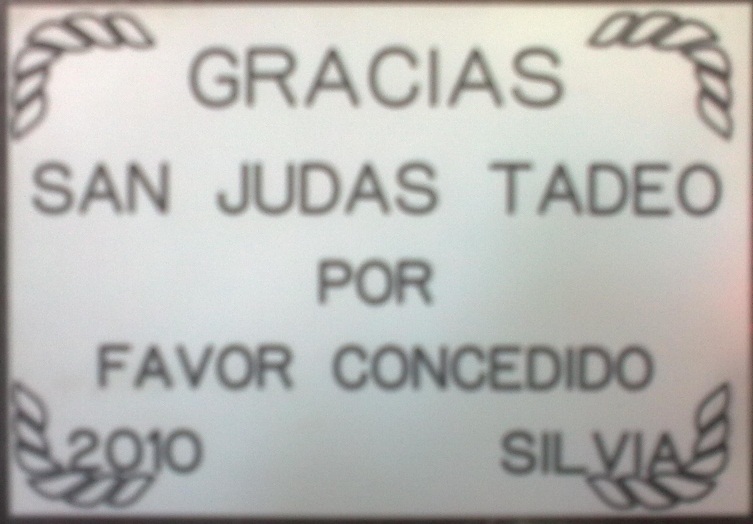 GRACIAS
SAN JUDAS TADEO
POR
FAVOR CONCEDIDO
2010 SILVIA